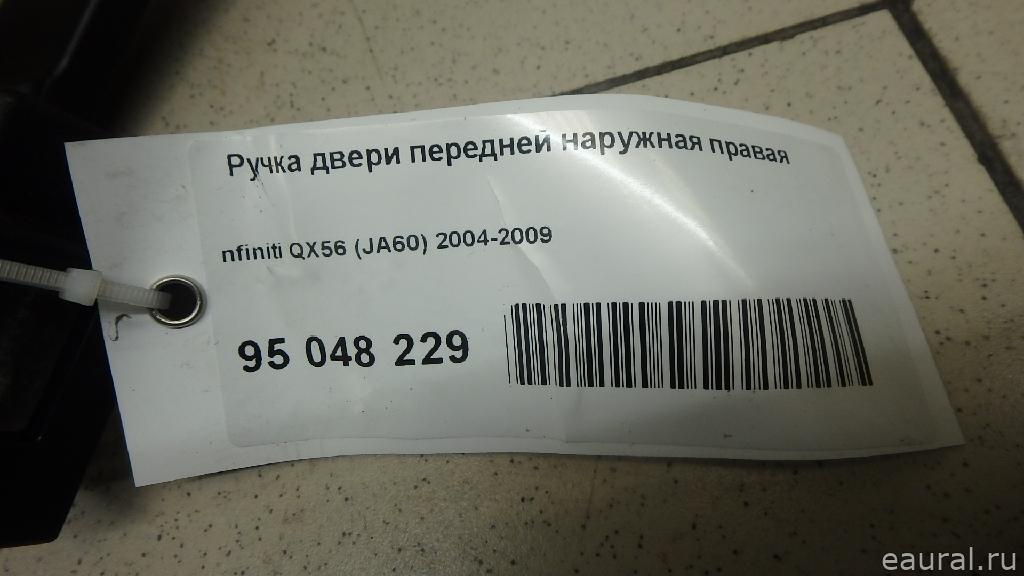 Ручка двери передней наружная правая
nfiniti QX56 (JA60) 2004-2009
95 048 229
eaural.ru